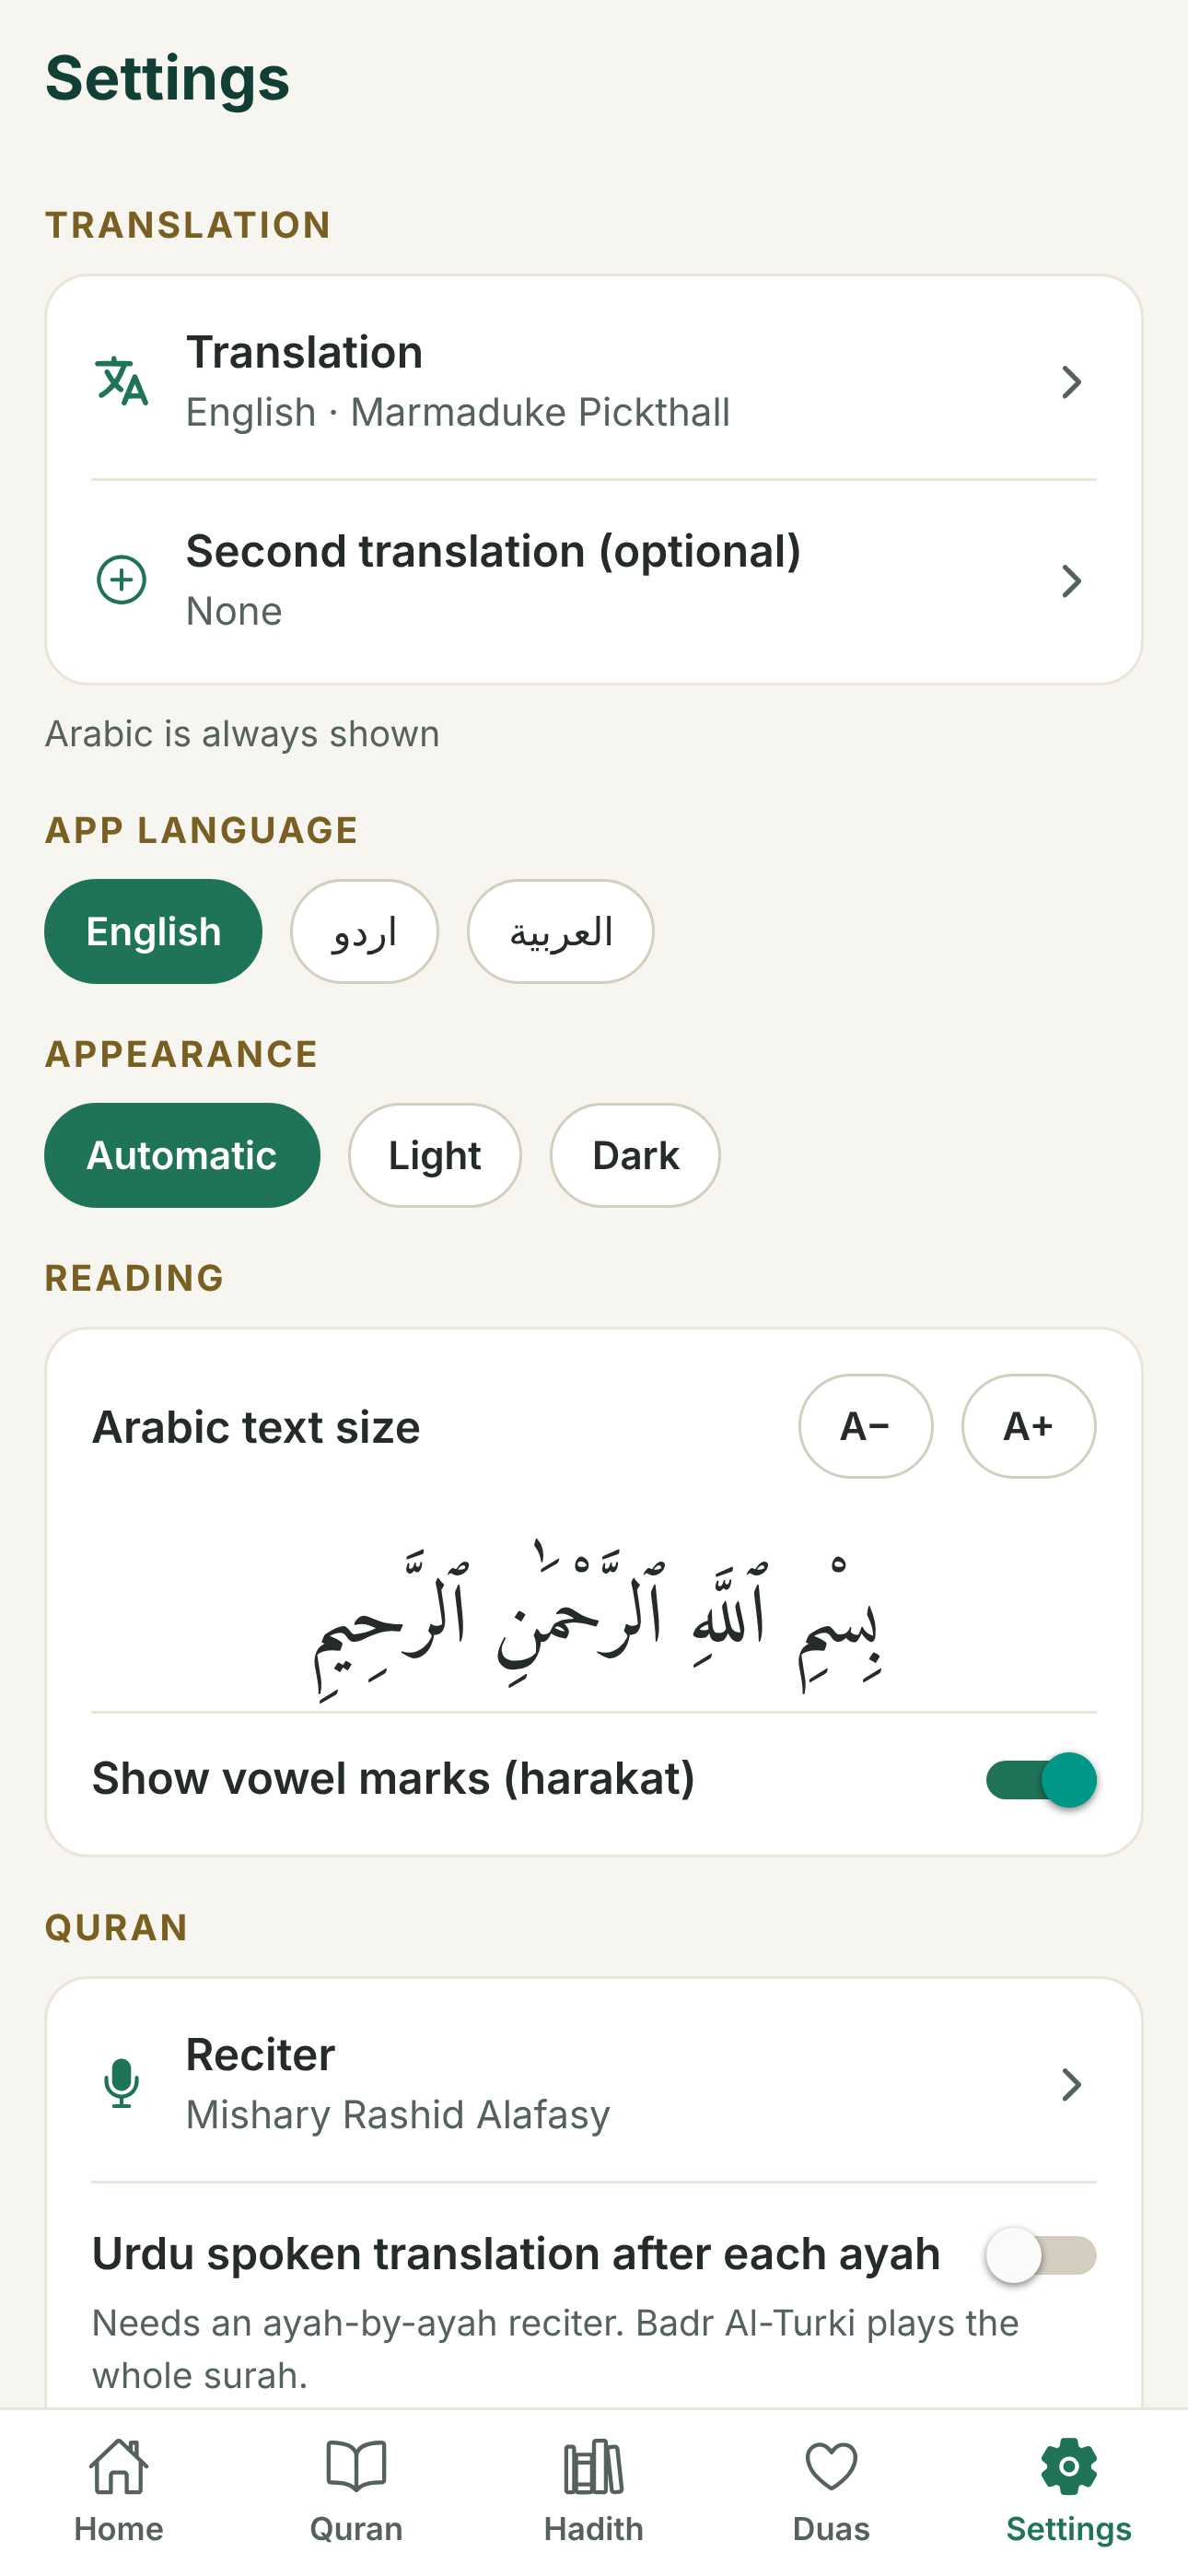 Settings
TRANSLATION
Translation
English · Marmaduke Pickthall
Second translation (optional)
None
Arabic is always shown
APP LANGUAGE
English
اردو
العربية
APPEARANCE
Automatic
Light
Dark
READING
Arabic text size
A−
A+
بِسْمِ ٱللَّهِ ٱلرَّحْمَٰنِ ٱلرَّحِيمِ
Show vowel marks (harakat)
QURAN
Reciter
Mishary Rashid Alafasy
Urdu spoken translation after each ayah
Needs an ayah-by-ayah reciter. Badr Al-Turki plays the
whole surah.
Home
Quran
Hadith
Duas
Settings